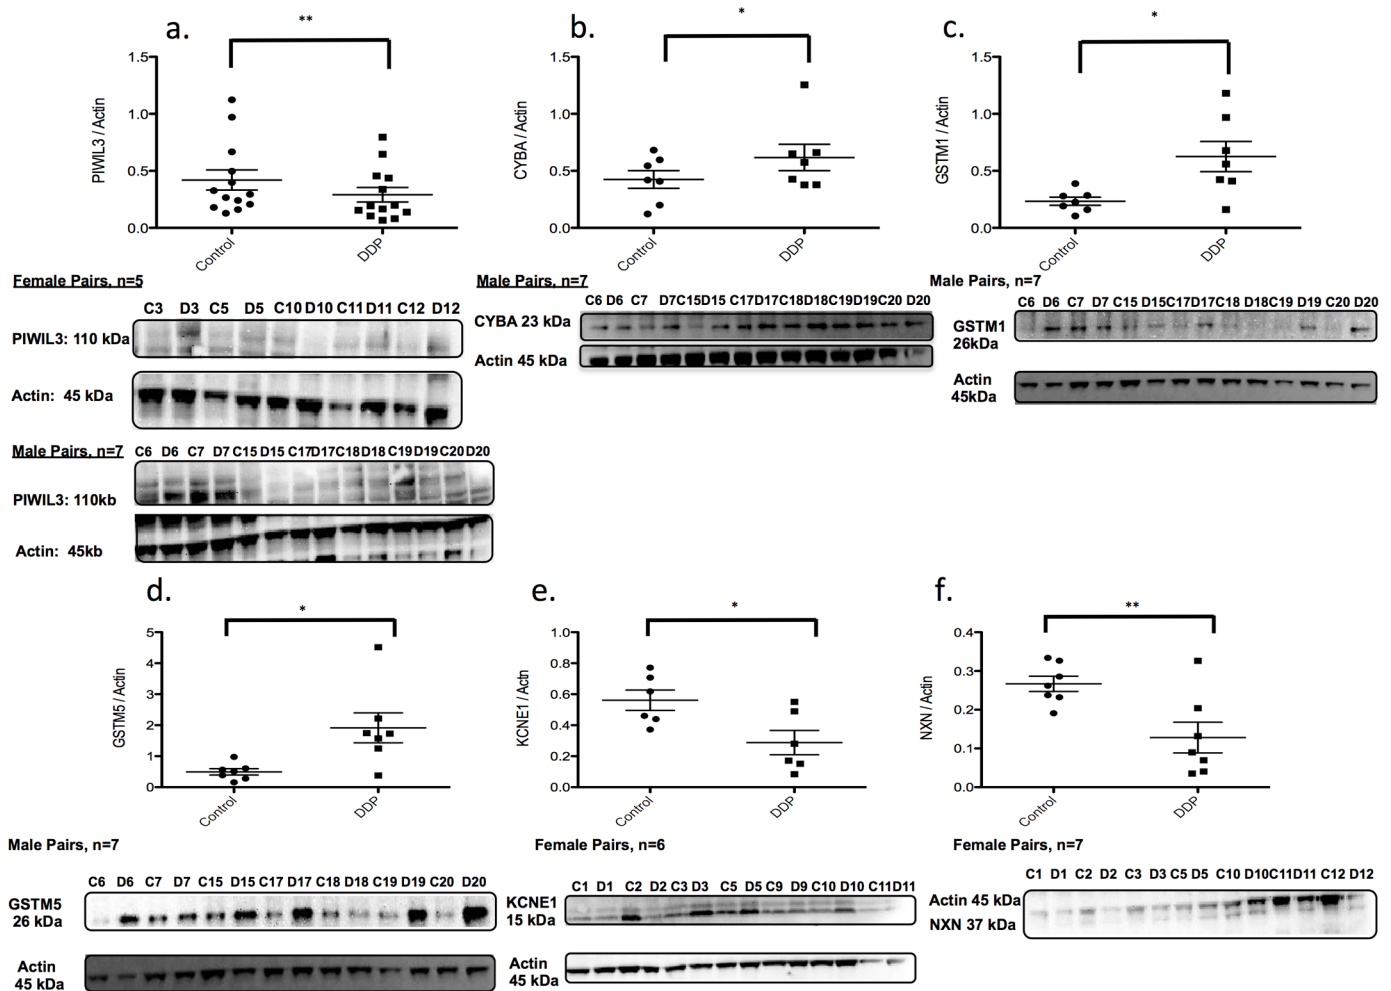 a.
**
1.5
1.0
0.5
0.0
PIWIL3 / Actin
Control
DDP
Female Pairs, n=5
C3 D3 C5 D5 C10 D10 C11 D11 C12 D12
PIWIL3: 110 kDa
Actin: 45 kDa
Male Pairs, n=7
C6 D6 C7 D7 C15 D15 C17 D17 C18 D18 C19 D19 C20 D20
PIWIL3: 110kb
Actin: 45kb
b.
*
1.5
1.0
0.5
0.0
CYBA / Actin
Control
DDP
Male Pairs, n=7
C6 D6 C7 D7 C15 D15 C17 D17 C18 D18 C19 D19 C20 D20
CYBA 23 kDa
Actin 45 kDa
c.
*
1.5
1.0
0.5
0.0
GSTM1 / Actin
Control
DDP
Male Pairs, n=7
C6 D6 C7 D7 C15 D15 C17 D17 C18 D18 C19 D19 C20 D20
GSTM1
26kDa
Actin
45kDa
d.
*
5
4
3
2
1
0
GSTM5 / Actin
Control
DDP
Male Pairs, n=7
C6 D6 C7 D7 C15 D15 C17 D17 C18 D18 C19 D19 C20 D20
GSTM5
26 kDa
Actin
45 kDa
e.
*
1.0
0.8
0.6
0.4
0.2
0.0
KCNE1 / Actn
Control
DDP
Female Pairs, n=6
C1 D1 C2 D2 C3 D3 C5 D5 C9 D9 C10 D10 C11 D11
KCNE1
15 kDa
Actin
45 kDa
f.
**
0.4
0.3
0.2
0.1
0.0
NXN / Actin
Control
DDP
Female Pairs, n=7
C1 D1 C2 D2 C3 D3 C5 D5 C10 D10 C11 D11 C12 D12
Actin 45 kDa
NXN 37 kDa